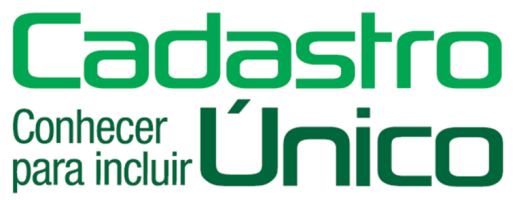 Cadastro
Conhecer
para incluir
Único